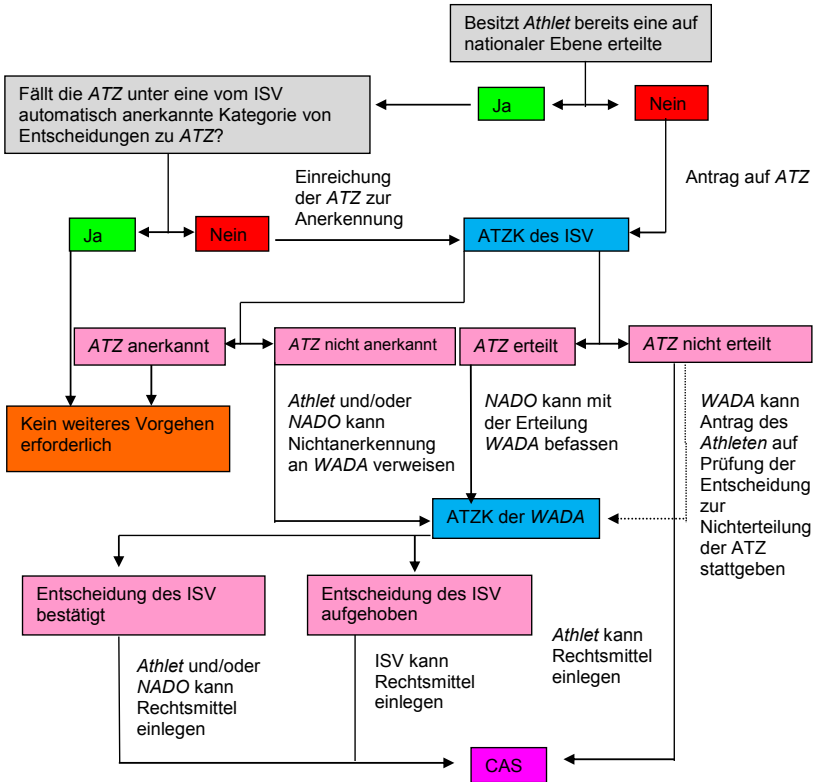 Besitzt Athlet bereits eine auf
nationaler Ebene erteilte
Fällt die ATZ unter eine vom ISV
automatisch anerkannte Kategorie von
Entscheidungen zu ATZ?
Ja
Nein
Einreichung
der ATZ zur
Anerkennung
Antrag auf ATZ
Ja
Nein
ATZK des ISV
ATZ anerkannt
ATZ nicht anerkannt
ATZ erteilt
ATZ nicht erteilt
Kein weiteres Vorgehen
erforderlich
Athlet und/oder
NADO kann
Nichtanerkennung
an WADA verweisen
NADO kann mit
der Erteilung
WADA befassen
WADA kann
Antrag des
Athleten auf
Prüfung der
Entscheidung
zur
Nichterteilung
der ATZ
stattgeben
ATZK der WADA
Entscheidung des ISV
bestätigt
Entscheidung des ISV
aufgehoben
Athlet und/oder
NADO kann
Rechtsmittel
einlegen
ISV kann
Rechtsmittel
einlegen
Athlet kann
Rechtsmittel
einlegen
CAS